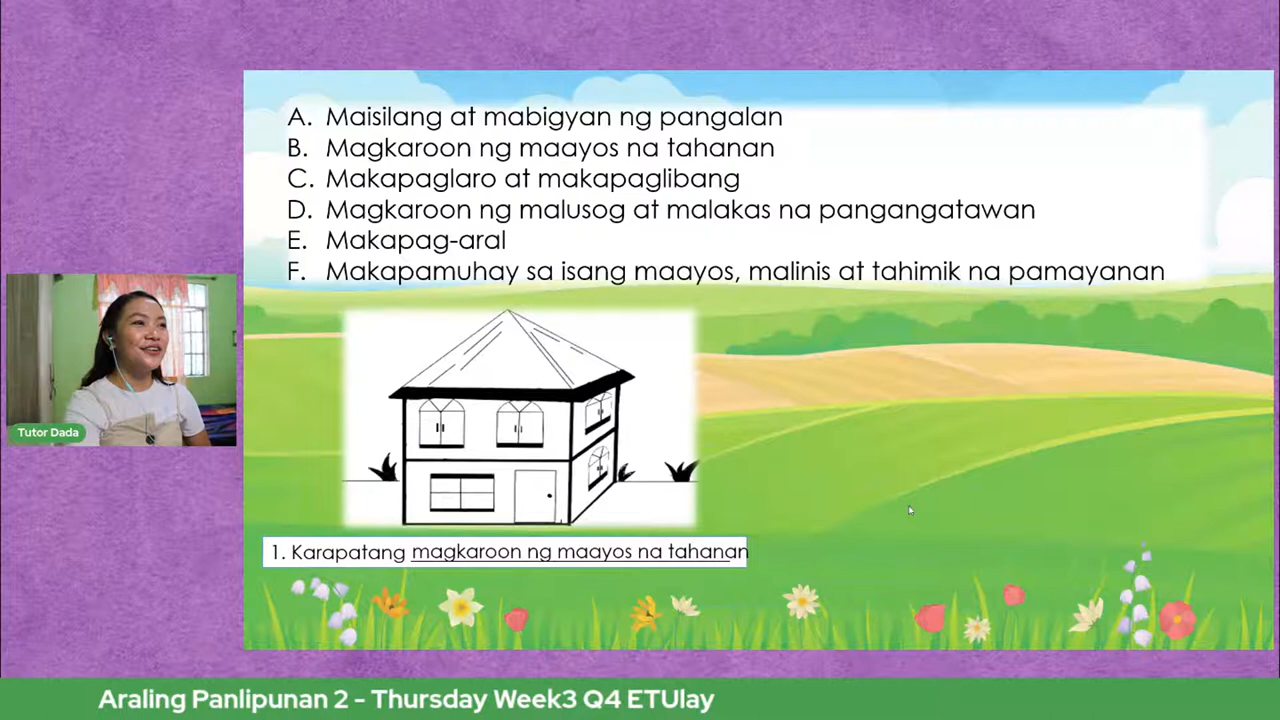 A. Maisilang at mabigyan ng pangalan
B. Magkaroon ng maayos na tahanan
C. Makapaglaro at makapaglibang
D. Magkaroon ng malusog at malakas na pangangatawan
E. Makapag-aral
F. Makapamuhay sa isang maayos, malinis at tahimik na pamayanan
Tutor Dada
1. Karapatang magkaroon ng maayos na tahanan
Araling Panlipunan 2 - Thursday Week3 Q4 ETUlay